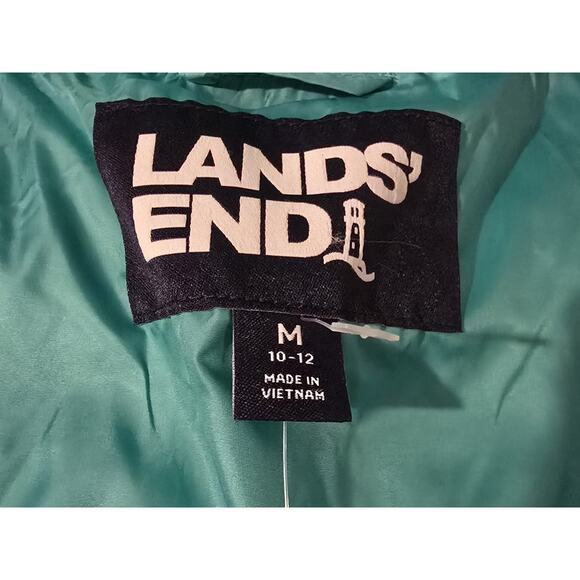 LANDS'
END
M
10-12
MADE IN
VIETNAM